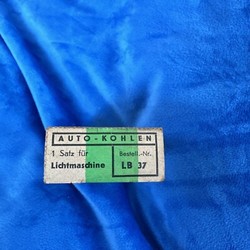 AUTO-KOHLEN
1 Satz für
Lichtmaschine
Bestell.-Nr.
LB 37